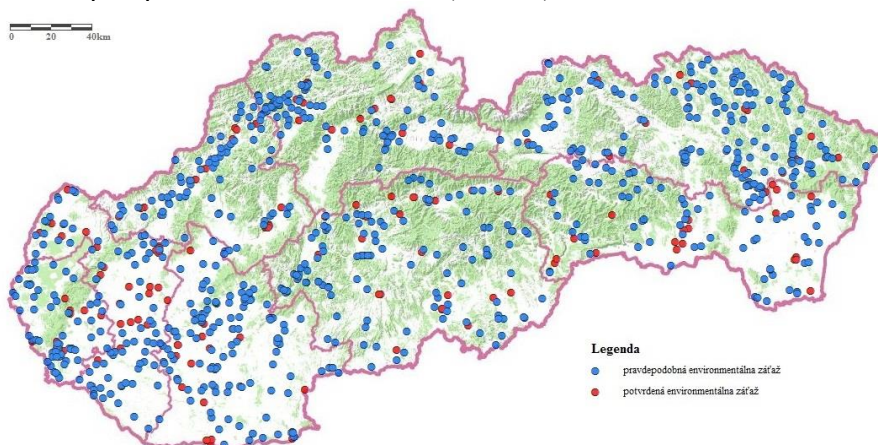 0 20 40km
Legenda
pravdepodobná environmentálna záťaž
potvrdená environmentálna záťaž